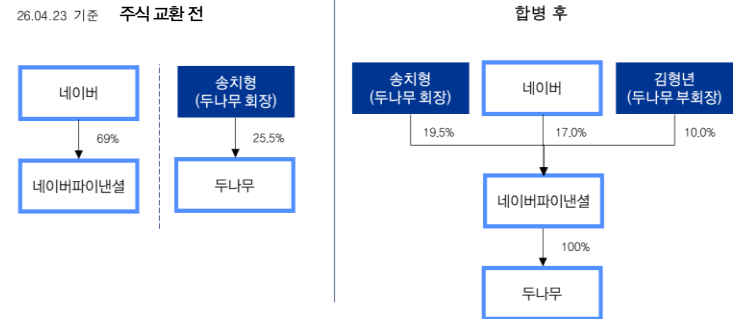 26.04.23 기준 주식 교환 전
네이버
송치형
(두나무 회장)
69%
25.5%
네이버파이낸셜
두나무
합병 후
송치형
(두나무 회장)
네이버
김형년
(두나무 부회장)
19.5%
17.0%
10.0%
네이버파이낸셜
100%
두나무